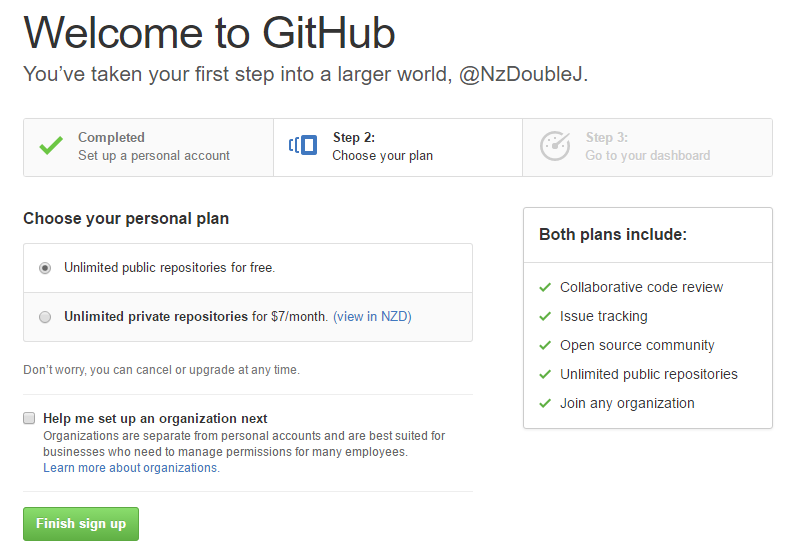 Welcome to GitHub
You’ve taken your first step into a larger world, @NzDoubleJ.
Completed
Set up a personal account
Step 2:
Choose your plan
Step 3:
Go to your dashboard
Choose your personal plan
Unlimited public repositories for free.
Unlimited private repositories for $7/month. (view in NZD)
Don’t worry, you can cancel or upgrade at any time.
Help me set up an organization next
Organizations are separate from personal accounts and are best suited for
businesses who need to manage permissions for many employees.
Learn more about organizations.
Finish sign up
Both plans include:
Collaborative code review
Issue tracking
Open source community
Unlimited public repositories
Join any organization